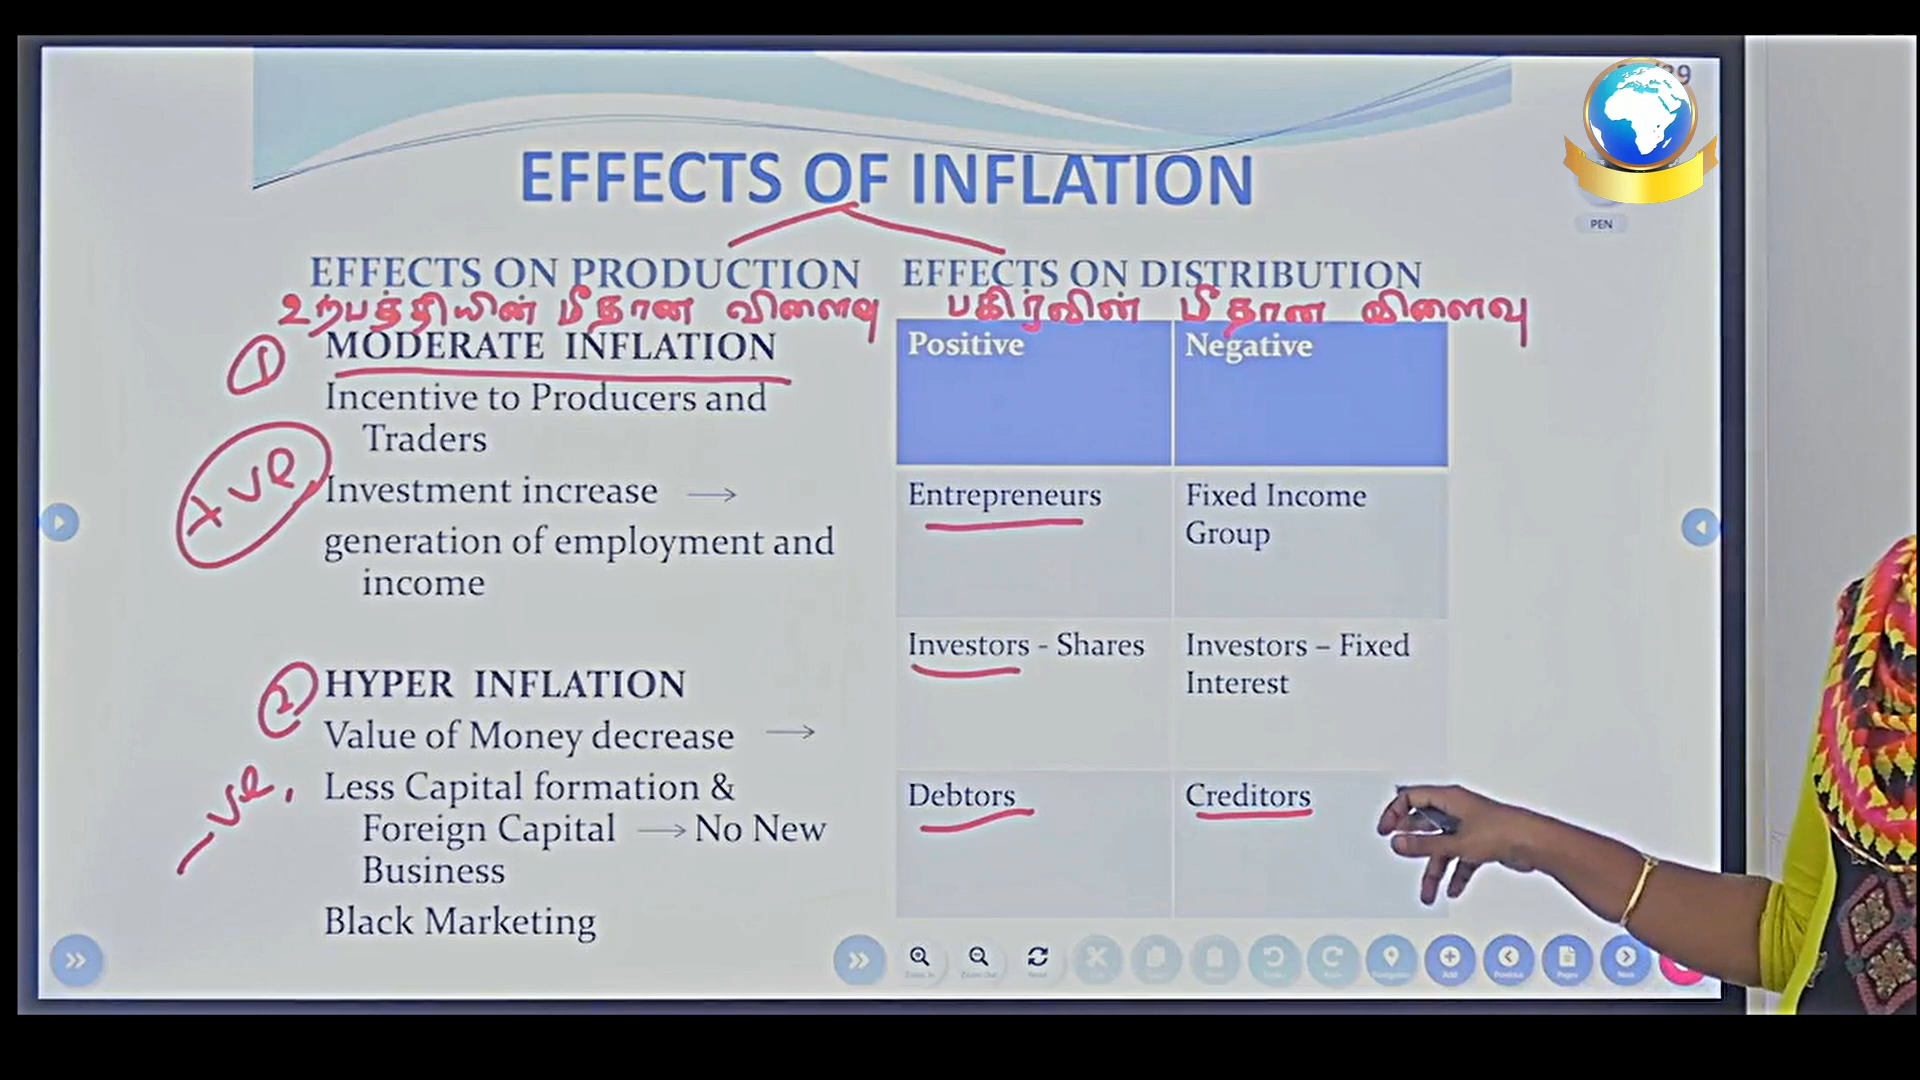 EFFECTS OF INFLATION
PEN
EFFECTS ON PRODUCTION
உற்பத்தியின் மீதான விளைவு
① MODERATE INFLATION
Incentive to Producers and
Traders
+ve
Investment increase →
generation of employment and
income
② HYPER INFLATION
Value of Money decrease →
-ve,
Less Capital formation &
Foreign Capital → No New
Business
Black Marketing
EFFECTS ON DISTRIBUTION
பகிர்வின் மீதான விளைவு
Positive Negative
Entrepreneurs Fixed Income
Group
Investors - Shares Investors – Fixed
Interest
Debtors Creditors